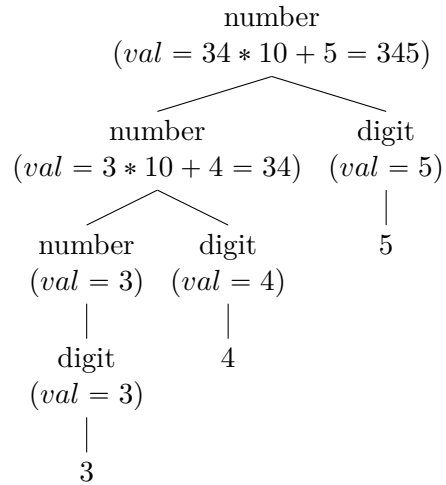 number
(val = 34 * 10 + 5 = 345)
number digit
(val = 3 * 10 + 4 = 34) (val = 5)
number digit 5
(val = 3) (val = 4)
digit 4
(val = 3)
3